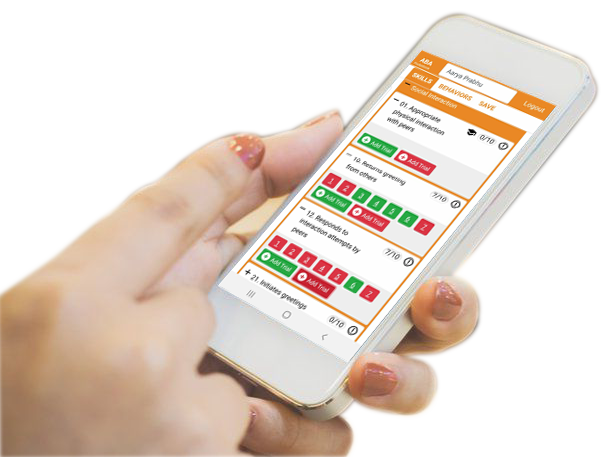 ABA Aarya Prabhu Logout
SKILLS BEHAVIORS SAVE
Social Interaction
01. Appropriate
physical interaction
with peers
0/10
Add Trial Add Trial
10. Returns greeting
from others
7/10
1 2 3 4 5 6 7
Add Trial Add Trial
12. Responds to
interaction attempts by
peers
7/10
1 2 3 4 5 6 7
Add Trial Add Trial
21. Initiates greetings
0/10